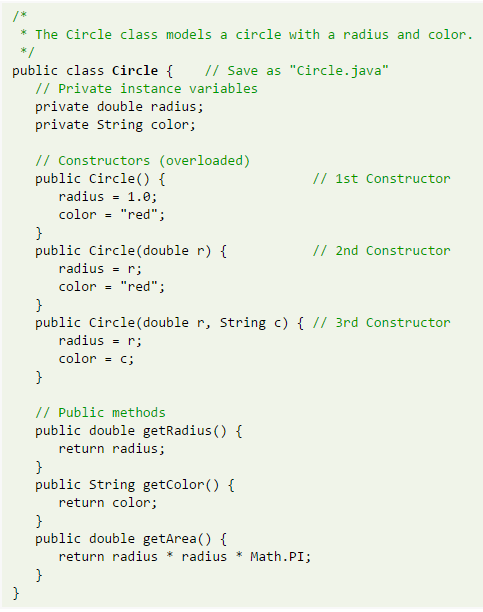 /*
 * The Circle class models a circle with a radius and color.
 */
public class Circle {    // Save as "Circle.java"
   // Private instance variables
   private double radius;
   private String color;

   // Constructors (overloaded)
   public Circle() {                   // 1st Constructor
      radius = 1.0;
      color = "red";
   }
   public Circle(double r) {           // 2nd Constructor
      radius = r;
      color = "red";
   }
   public Circle(double r, String c) { // 3rd Constructor
      radius = r;
      color = c;
   }

   // Public methods
   public double getRadius() {
      return radius;
   }
   public String getColor() {
      return color;
   }
   public double getArea() {
      return radius * radius * Math.PI;
   }
}